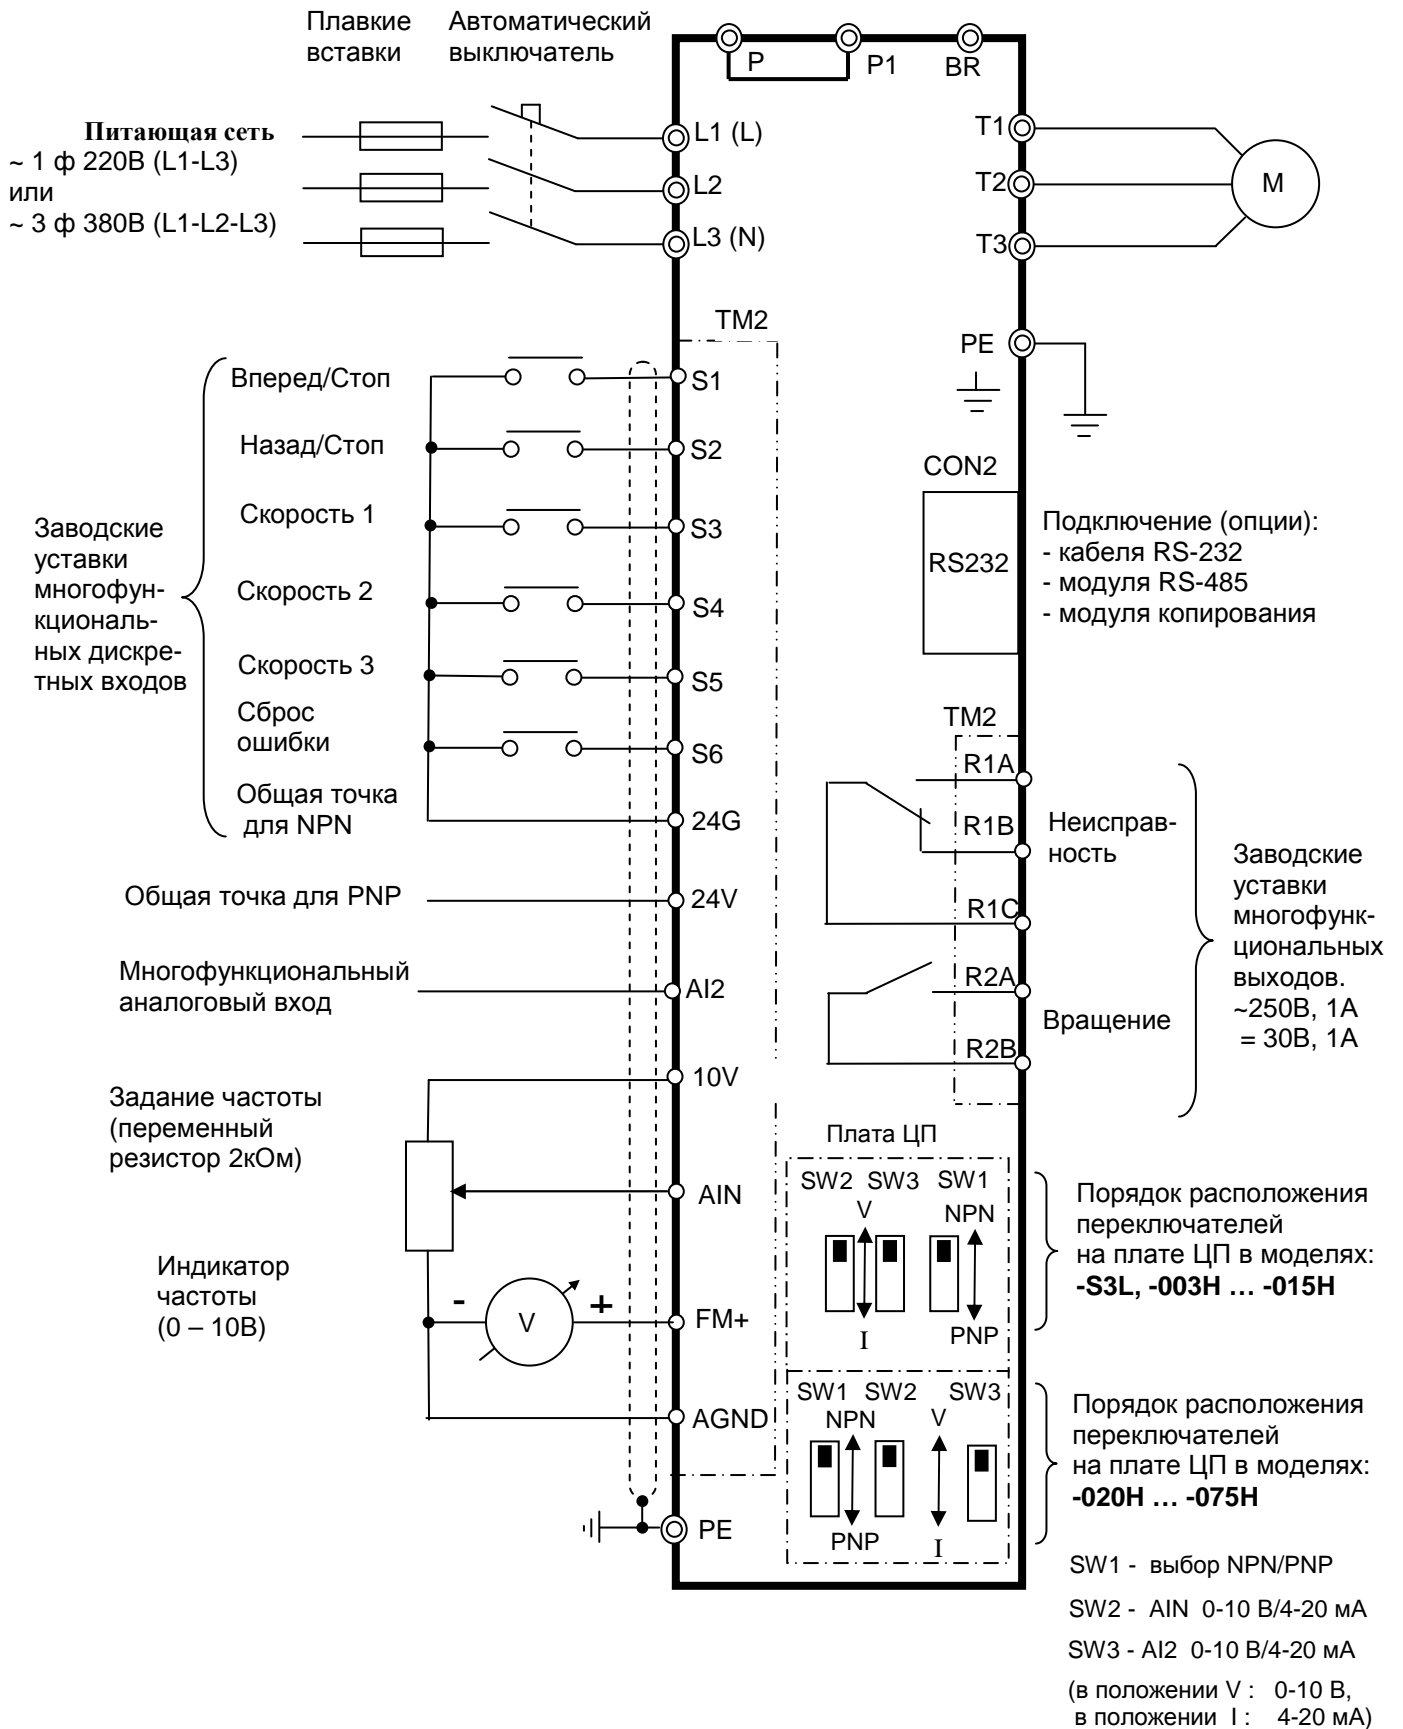 Плавкие
вставки
Автоматический
выключатель
P
P1
BR
Питающая сеть
~ 1 ф 220В (L1-L3)
или
~ 3 ф 380В (L1-L2-L3)
L1 (L)
L2
L3 (N)
T1
T2
T3
M
PE
TM2
Вперед/Стоп
S1
Назад/Стоп
S2
Скорость 1
S3
Скорость 2
S4
Скорость 3
S5
Сброс
ошибки
S6
Общая точка
для NPN
24G
Заводские
уставки
многофун-
кциональ-
ных дискре-
тных входов
Общая точка для PNP
24V
Многофункциональный
аналоговый вход
AI2
10V
Задание частоты
(переменный
резистор 2кОм)
AIN
Индикатор
частоты
(0 – 10В)
-
V
+
FM+
AGND
PE
CON2
RS232
Подключение (опции):
- кабеля RS-232
- модуля RS-485
- модуля копирования
TM2
R1A
R1B
R1C
R2A
R2B
Неисправ-
ность
Вращение
Заводские
уставки
многофунк-
циональных
выходов.
~250В, 1А
= 30В, 1А
Плата ЦП
SW2 SW3 SW1
V
NPN
I
PNP
Порядок расположения
переключателей
на плате ЦП в моделях:
-S3L, -003H … -015H
SW1 SW2 SW3
NPN
V
PNP
I
Порядок расположения
переключателей
на плате ЦП в моделях:
-020H … -075H
SW1 - выбор NPN/PNP
SW2 - AIN 0-10 В/4-20 мА
SW3 - AI2 0-10 В/4-20 мА
(в положении V : 0-10 В,
в положении I : 4-20 мА)